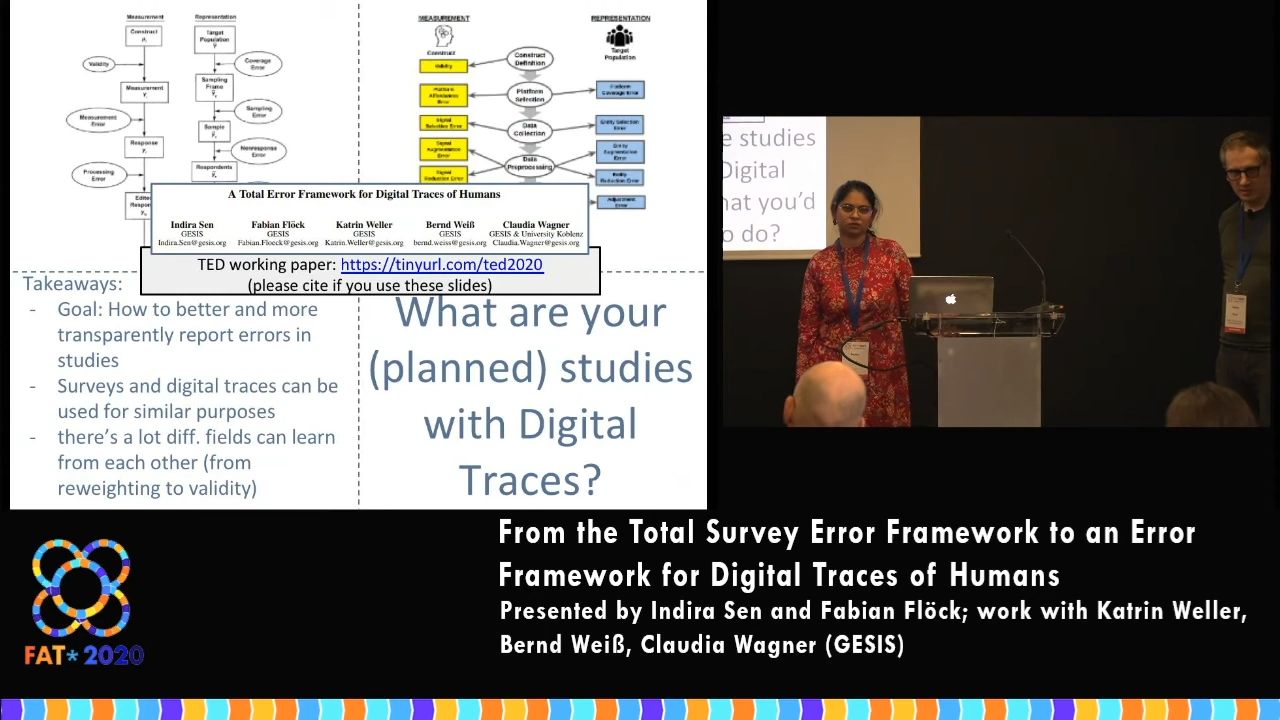 Measurement
Representation
Construct
Target
Population
Validity
Coverage
Error
Measurement
Sampling
Frame
Measurement
Error
Sampling
Error
Response
Sample
Nonresponse
Error
Processing
Error
Respondents
Edited
Respon
MEASUREMENT
REPRESENTATION
Construct
Target
Population
Validity
Construct
Definition
Platform
Affordances
Error
Platform
Selection
Platform
Coverage Error
Signal
Selection Error
Data
Collection
Entity Selection
Error
Signal
Augmentation
Error
Data
Preprocessing
Entity
Augmentation
Error
Signal
Reduction Error
Entity
Reduction Error
Adjustment
Error
A Total Error Framework for Digital Traces of Humans
Indira Sen Fabian Flöck Katrin Weller Bernd Weiß Claudia Wagner
GESIS GESIS GESIS GESIS GESIS & University Koblenz
Indira.Sen@gesis.org Fabian.Floeck@gesis.org Katrin.Weller@gesis.org bernd.weiss@gesis.org Claudia.Wagner@gesis.org
TED working paper: https://tinyurl.com/ted2020
(please cite if you use these slides)
Takeaways:
- Goal: How to better and more
transparently report errors in
studies
- Surveys and digital traces can be
used for similar purposes
- there's a lot diff. fields can learn
from each other (from
reweighting to validity)
What are your
(planned) studies
with Digital
Traces?
e studies
Digital
hat you'd
o do?
From the Total Survey Error Framework to an Error
Framework for Digital Traces of Humans
Presented by Indira Sen and Fabian Flöck; work with Katrin Weller,
Bernd Weiß, Claudia Wagner (GESIS)
FAT* 2020